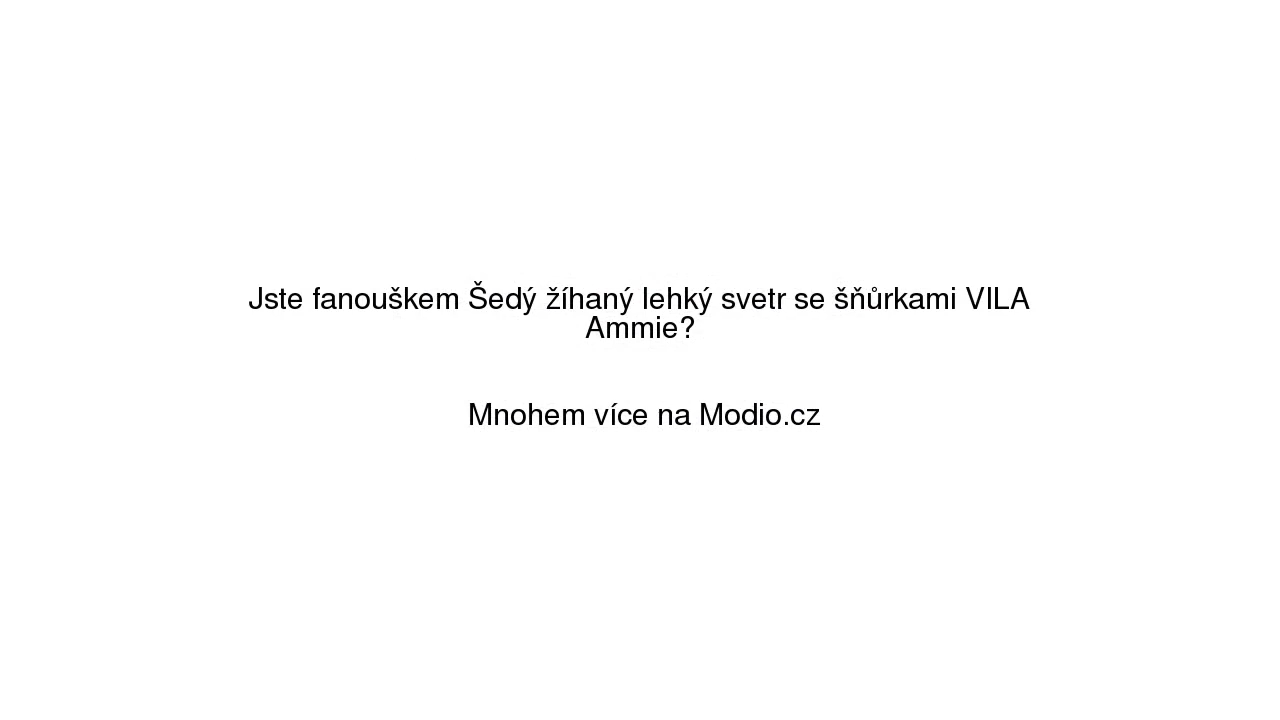 Jste fanouškem Šedý žíhaný lehký svetr se šňůrkami VILA
Ammie?
Mnohem více na Modio.cz